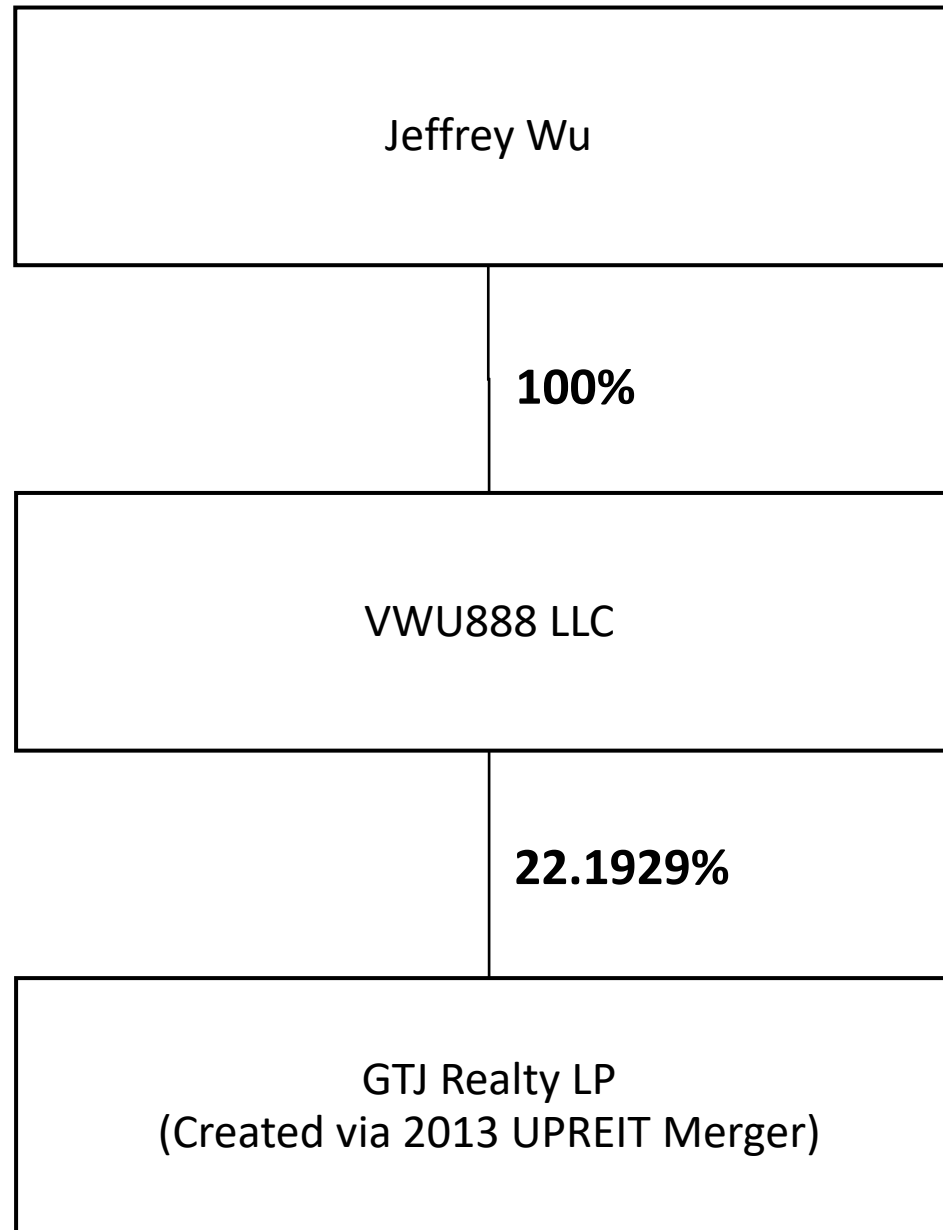 Jeffrey Wu
100%
VWU888 LLC
22.1929%
GTJ Realty LP
(Created via 2013 UPREIT Merger)